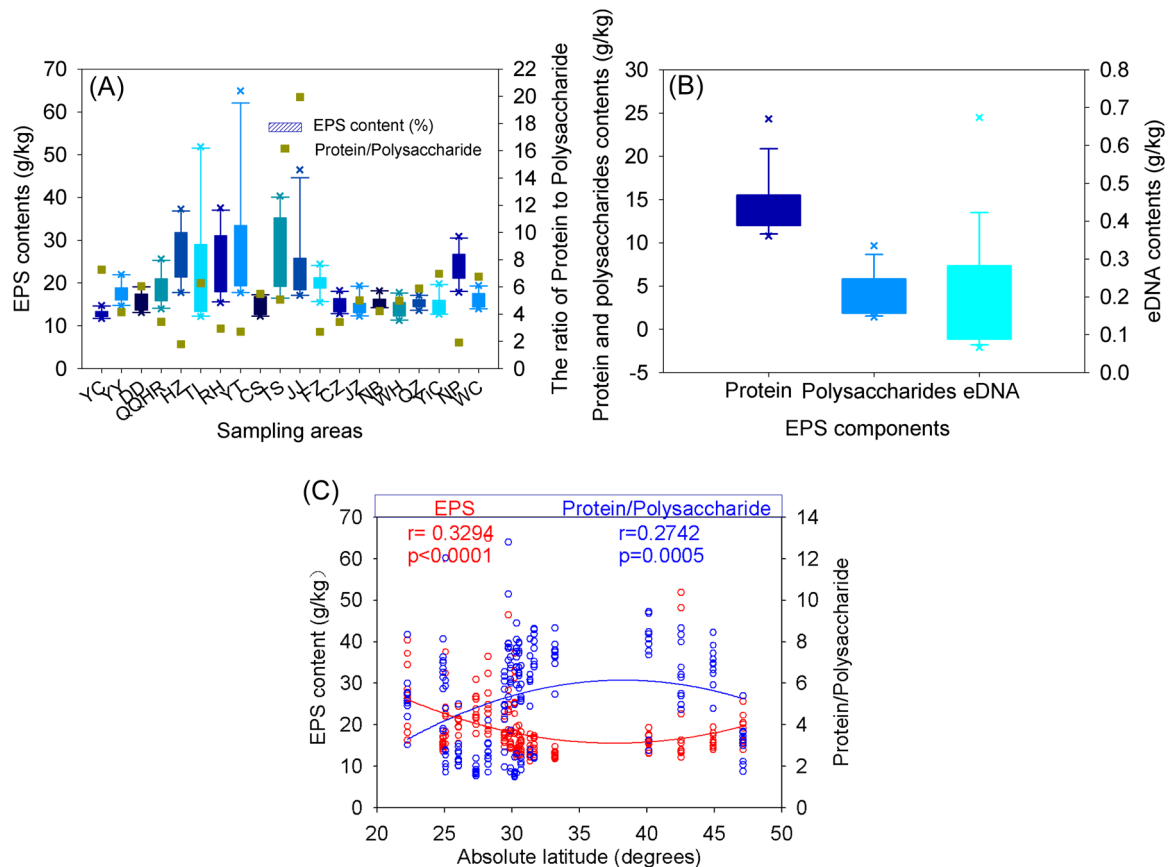 (A)
EPS contents (g/kg)
70
60
50
40
30
20
10
0
EPS content (%)
Protein/Polysaccharide
22
20
18
16
14
12
10
8
6
4
2
0
The ratio of Protein to Polysaccharide
YC
YY
DD
QQHR
HZ
RH
YT
CS
TS
FZ
CZ
JZ
NB
WH
QZ
YiC
NP
WC
Sampling areas
(B)
Protein and polysaccharides contents (g/kg)
30
25
20
15
10
5
0
-5
0.8
0.7
0.6
0.5
0.4
0.3
0.2
0.1
0.0
eDNA contents (g/kg)
Protein Polysaccharides eDNA
EPS components
(C)
EPS Protein/Polysaccharide
r= 0.3294 r=0.2742
p<0.0001 p=0.0005
EPS content (g/kg)
70
60
50
40
30
20
10
0
14
12
10
8
6
4
2
0
Protein/Polysaccharide
20 25 30 35 40 45 50
Absolute latitude (degrees)